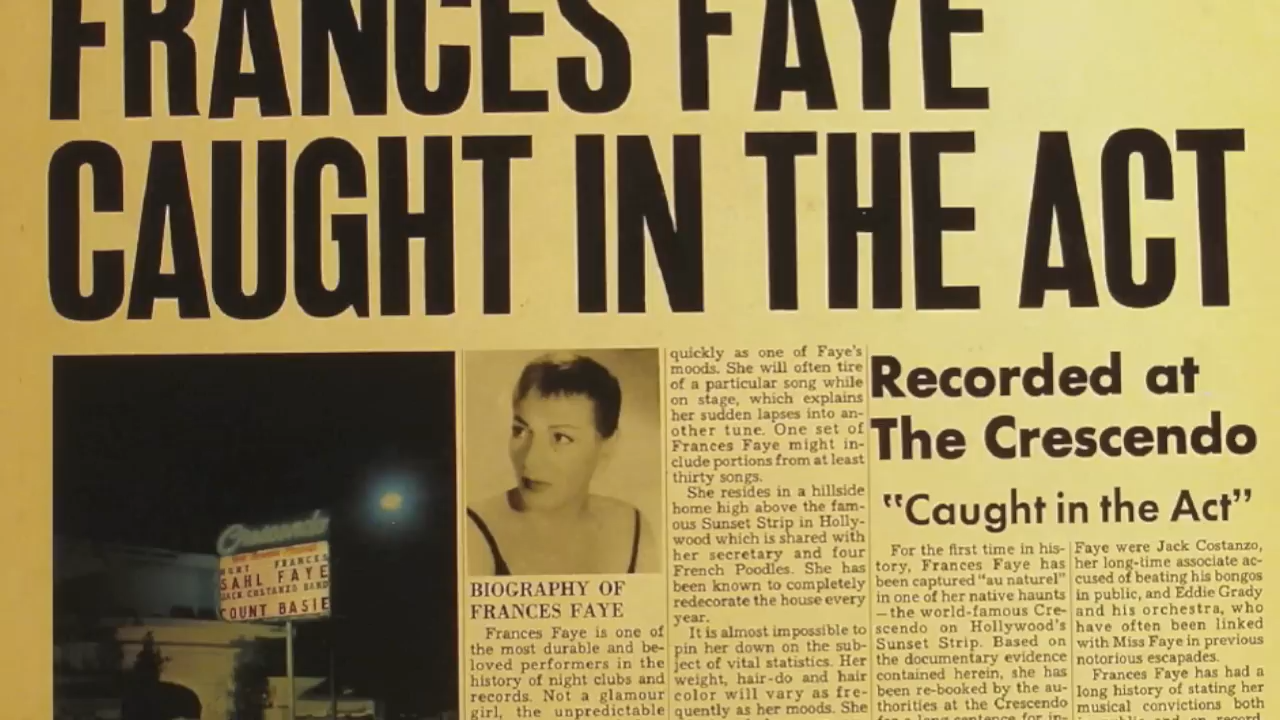 FRANCES FAYE
CAUGHT IN THE ACT
Crescendo
MORT FRANCES
SAHL FAYE
JACK COSTANZO BAND
COUNT BASIE
BIOGRAPHY OF
FRANCES FAYE
Frances Faye is one of
the most durable and be-
loved performers in the
history of night clubs and
records. Not a glamour
girl, the unpredictable
quickly as one of Faye's
moods. She will often tire
of a particular song while
on stage, which explains
her sudden lapses into an-
other tune. One set of
Frances Faye might in-
clude portions from at least
thirty songs.
She resides in a hillside
home high above the fam-
ous Sunset Strip in Holly-
wood which is shared with
her secretary and four
French Poodles. She has
been known to completely
redecorate the house every
year.
It is almost impossible to
pin her down on the sub-
ject of vital statistics. Her
weight, hair-do and hair
color will vary as fre-
quently as her moods. She
Recorded at
The Crescendo
"Caught in the Act"
For the first time in his-
tory, Frances Faye has
been captured "au naturel"
in one of her native haunts
—the world-famous Cre-
scendo on Hollywood's
Sunset Strip. Based on
the documentary evidence
contained herein, she has
been re-booked by the au-
thorities at the Crescendo
for a long sentence for in-
Faye were Jack Costanzo,
her long-time associate ac-
cused of beating his bongos
in public, and Eddie Grady
and his orchestra, who
have often been linked
with Miss Faye in previous
notorious escapades.
Frances Faye has had a
long history of stating her
musical convictions both